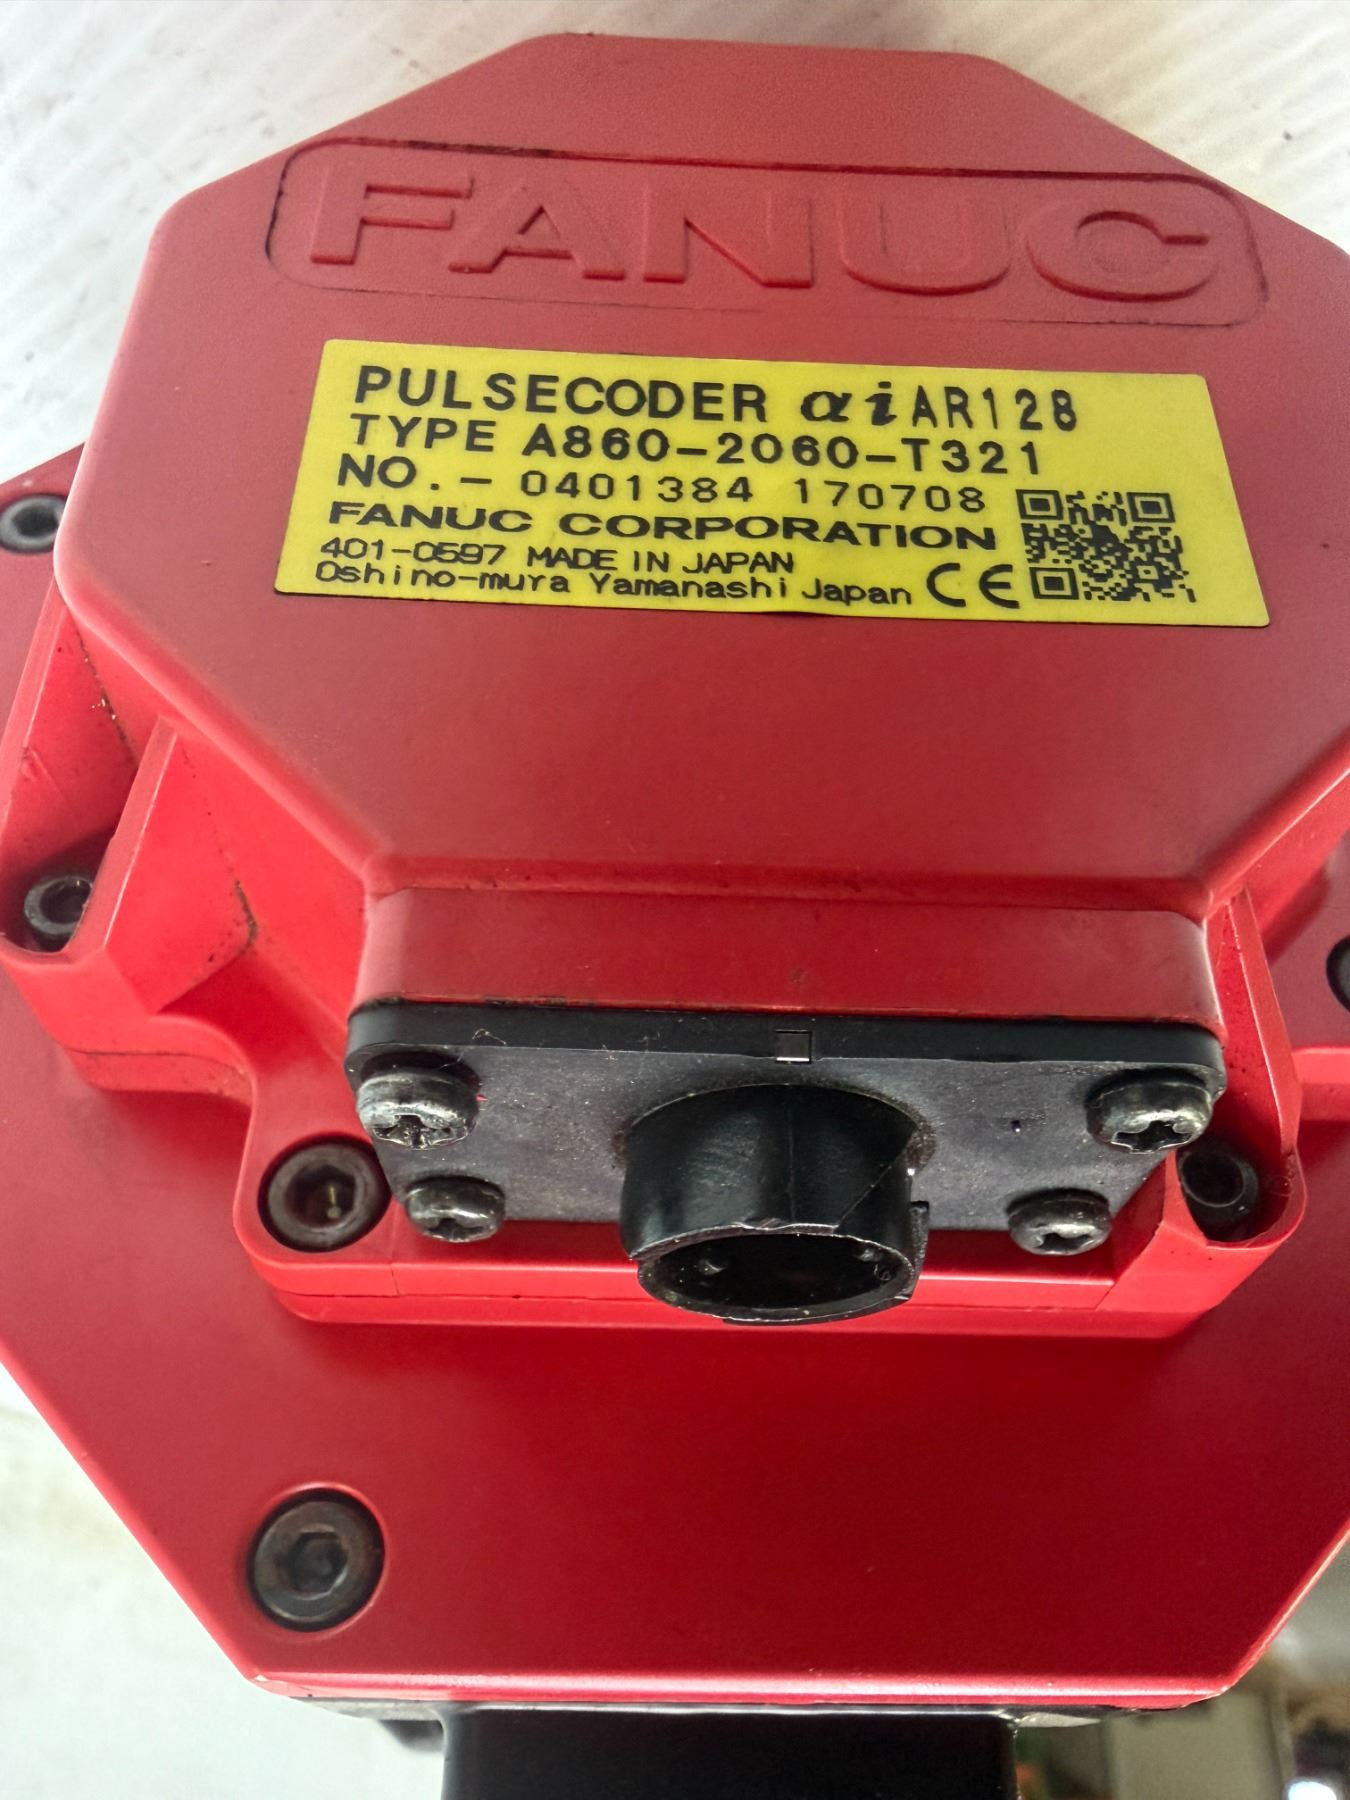 FANUC
PULSECODER αiAR128
TYPE A860-2060-T321
NO.- 0401384 170708
FANUC CORPORATION
401-0597 MADE IN JAPAN
Oshino-mura Yamanashi Japan CE